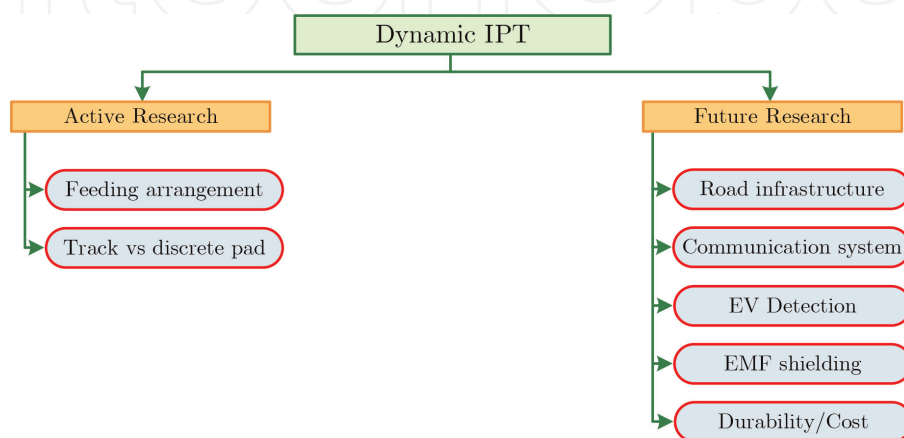 Dynamic IPT
Active Research
Future Research
Feeding arrangement
Track vs discrete pad
Road infrastructure
Communication system
EV Detection
EMF shielding
Durability/Cost